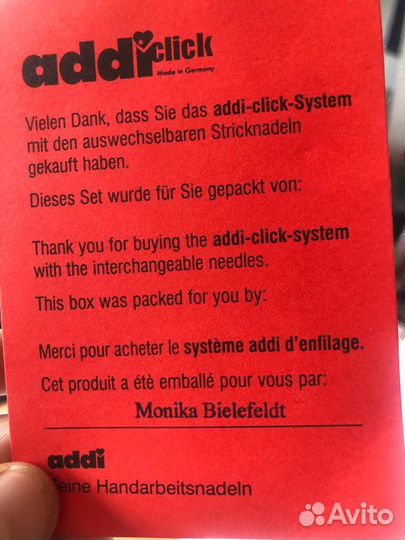 addi click
Made in Germany
Vielen Dank, dass Sie das addi-click-System
mit den auswechselbaren Stricknadeln
gekauft haben.
Dieses Set wurde für Sie gepackt von:
Thank you for buying the addi-click-system
with the interchangeable needles.
This box was packed for you by:
Merci pour acheter le système addi d'enfilage.
Cet produit a étè emballé pour vous par:
Monika Bielefeldt
addi
Feine Handarbeitsnadeln
Avito